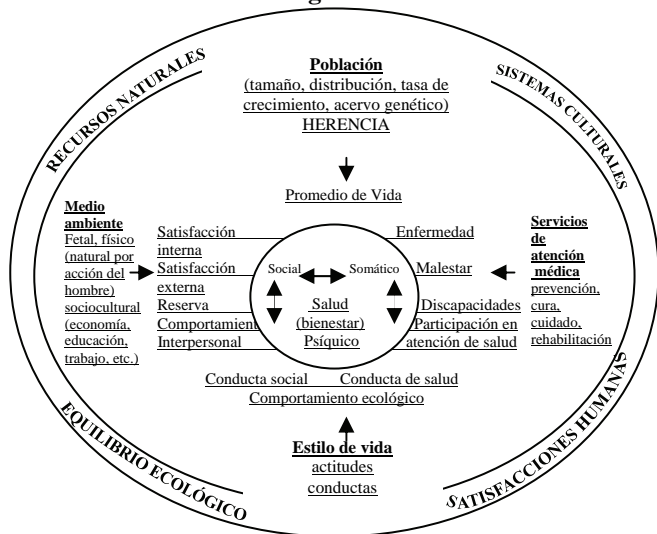 RECURSOS NATURALES
SISTEMAS CULTURALES
Población
(tamaño, distribución, tasa de
crecimiento, acervo genético)
HERENCIA
Promedio de Vida
Medio
ambiente
Fetal, físico
(natural por
acción del
hombre)
sociocultural
(economía,
educación,
trabajo, etc.)
Satisfacción
interna
Satisfacción
externa
Reserva
Comportamient
Interpersonal
Social
Somático
Salud
(bienestar)
Psíquico
Enfermedad
Malestar
Discapacidades
Participación en
atención de salud
Servicios
de
atención
médica
prevención,
cura,
cuidado,
rehabilitación
Conducta social Conducta de salud
Comportamiento ecológico
Estilo de vida
actitudes
conductas
EQUILIBRIO ECOLÓGICO
SATISFACCIONES HUMANAS